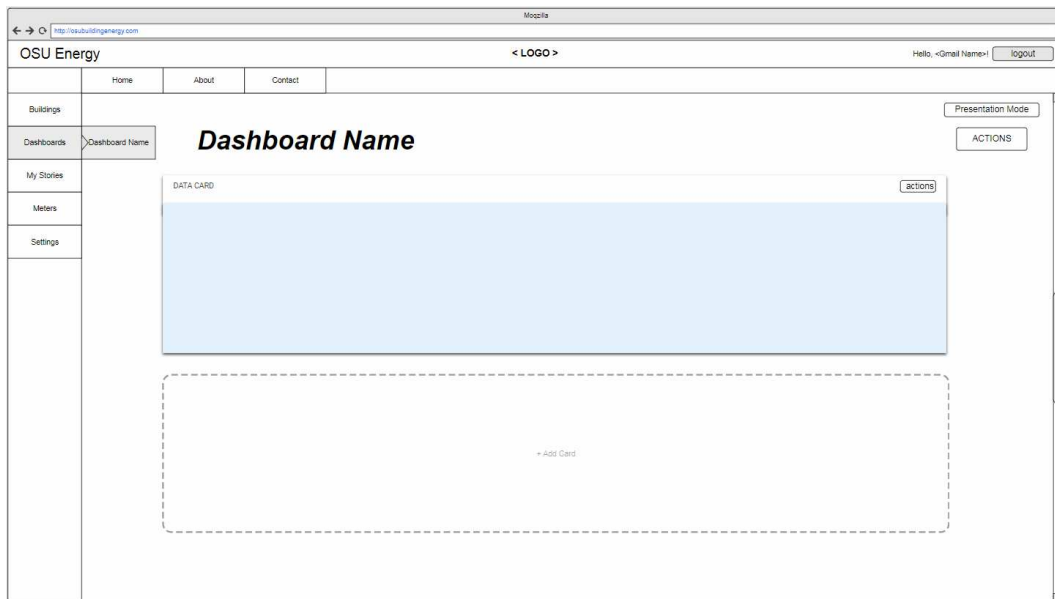 Moqzilla
http://osubuildingenergy.com
OSU Energy
< LOGO >
Hello, <Gmail Name>!
logout
Home
About
Contact
Buildings
Presentation Mode
Dashboards
Dashboard Name
Dashboard Name
ACTIONS
My Stories
DATA CARD
actions
Meters
Settings
+ Add Card